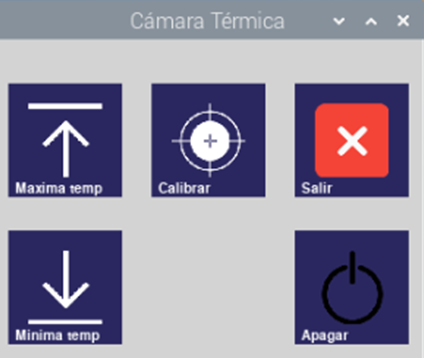 Cámara Térmica
Maxima temp
Calibrar
Salir
Minima temp
Apagar